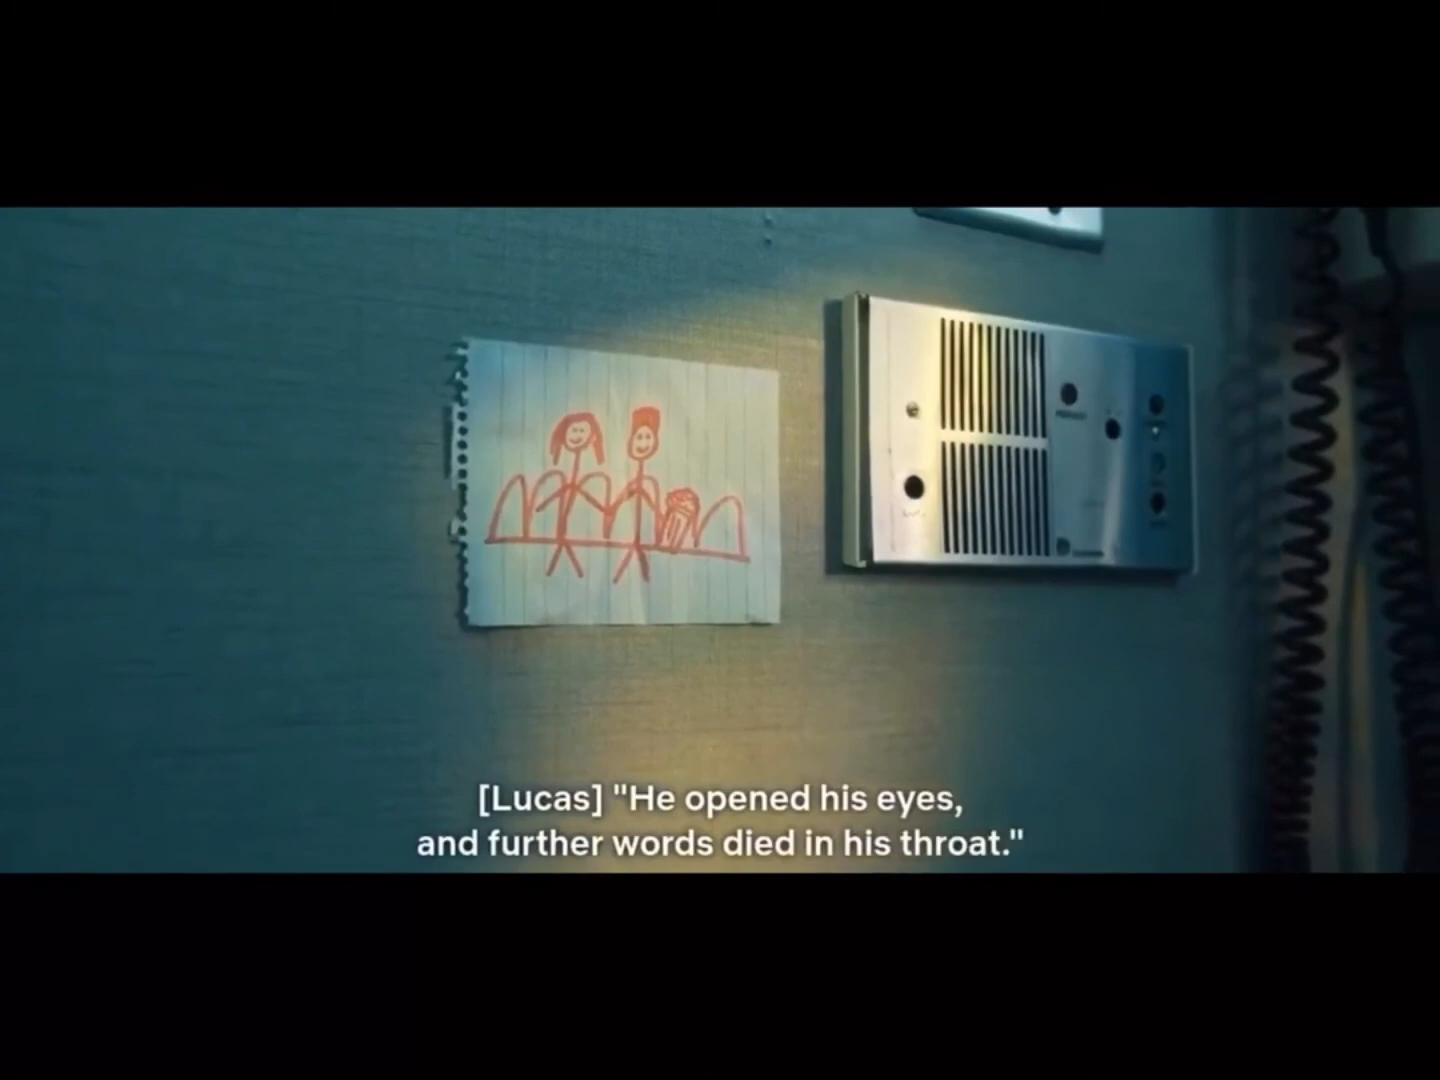 [Lucas] "He opened his eyes,
and further words died in his throat."